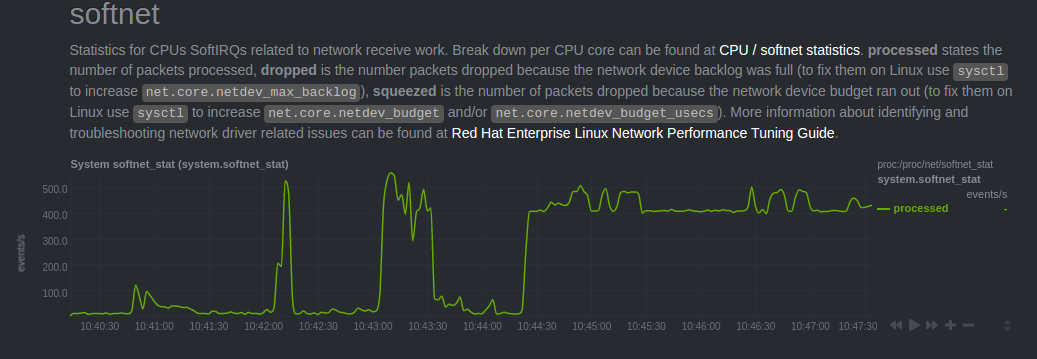 softnet
Statistics for CPUs SoftIRQs related to network receive work. Break down per CPU core can be found at CPU / softnet statistics. processed states the
number of packets processed, dropped is the number packets dropped because the network device backlog was full (to fix them on Linux use sysctl
to increase net.core.netdev_max_backlog), squeezed is the number of packets dropped because the network device budget ran out (to fix them on
Linux use sysctl to increase net.core.netdev_budget and/or net.core.netdev_budget_usecs). More information about identifying and
troubleshooting network driver related issues can be found at Red Hat Enterprise Linux Network Performance Tuning Guide.
System softnet_stat (system.softnet_stat)
proc:/proc/net/softnet_stat
system.softnet_stat
events/s
processed -
events/s
500.0
400.0
300.0
200.0
100.0
10:40:30 10:41:00 10:41:30 10:42:00 10:42:30 10:43:00 10:43:30 10:44:00 10:44:30 10:45:00 10:45:30 10:46:00 10:46:30 10:47:00 10:47:30